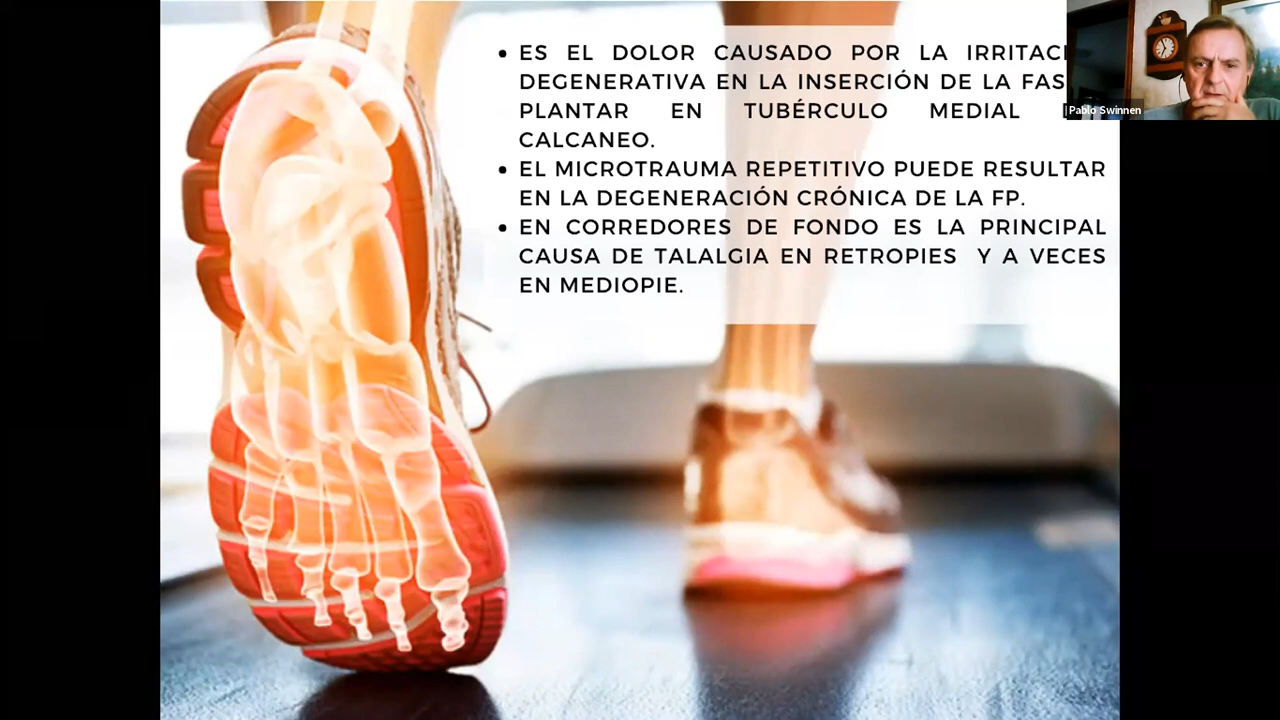 • ES EL DOLOR CAUSADO POR LA
DEGENERATIVA EN LA INSERCIÓN DE LA
PLANTAR EN TUBÉRCULO MEDIAL
CALCANEO.
• EL MICROTRAUMA REPETITIVO PUEDE RESULTAR
EN LA DEGENERACIÓN CRÓNICA DE LA FP.
• EN CORREDORES DE FONDO ES LA PRINCIPAL
CAUSA DE TALALGIA EN RETROPIES Y A VECES
EN MEDIOPIE.
Pablo Swinnen